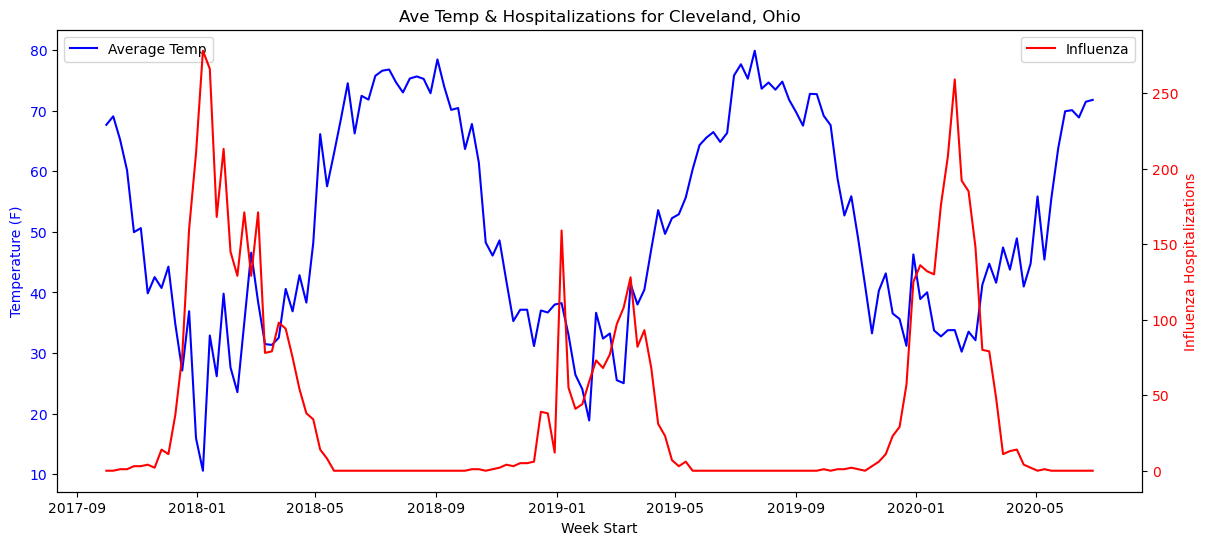 Ave Temp & Hospitalizations for Cleveland, Ohio
Average Temp
Influenza
Temperature (F)
80
70
60
50
40
30
20
10
Influenza Hospitalizations
250
200
150
100
50
0
2017-09 2018-01 2018-05 2018-09 2019-01 2019-05 2019-09 2020-01 2020-05
Week Start